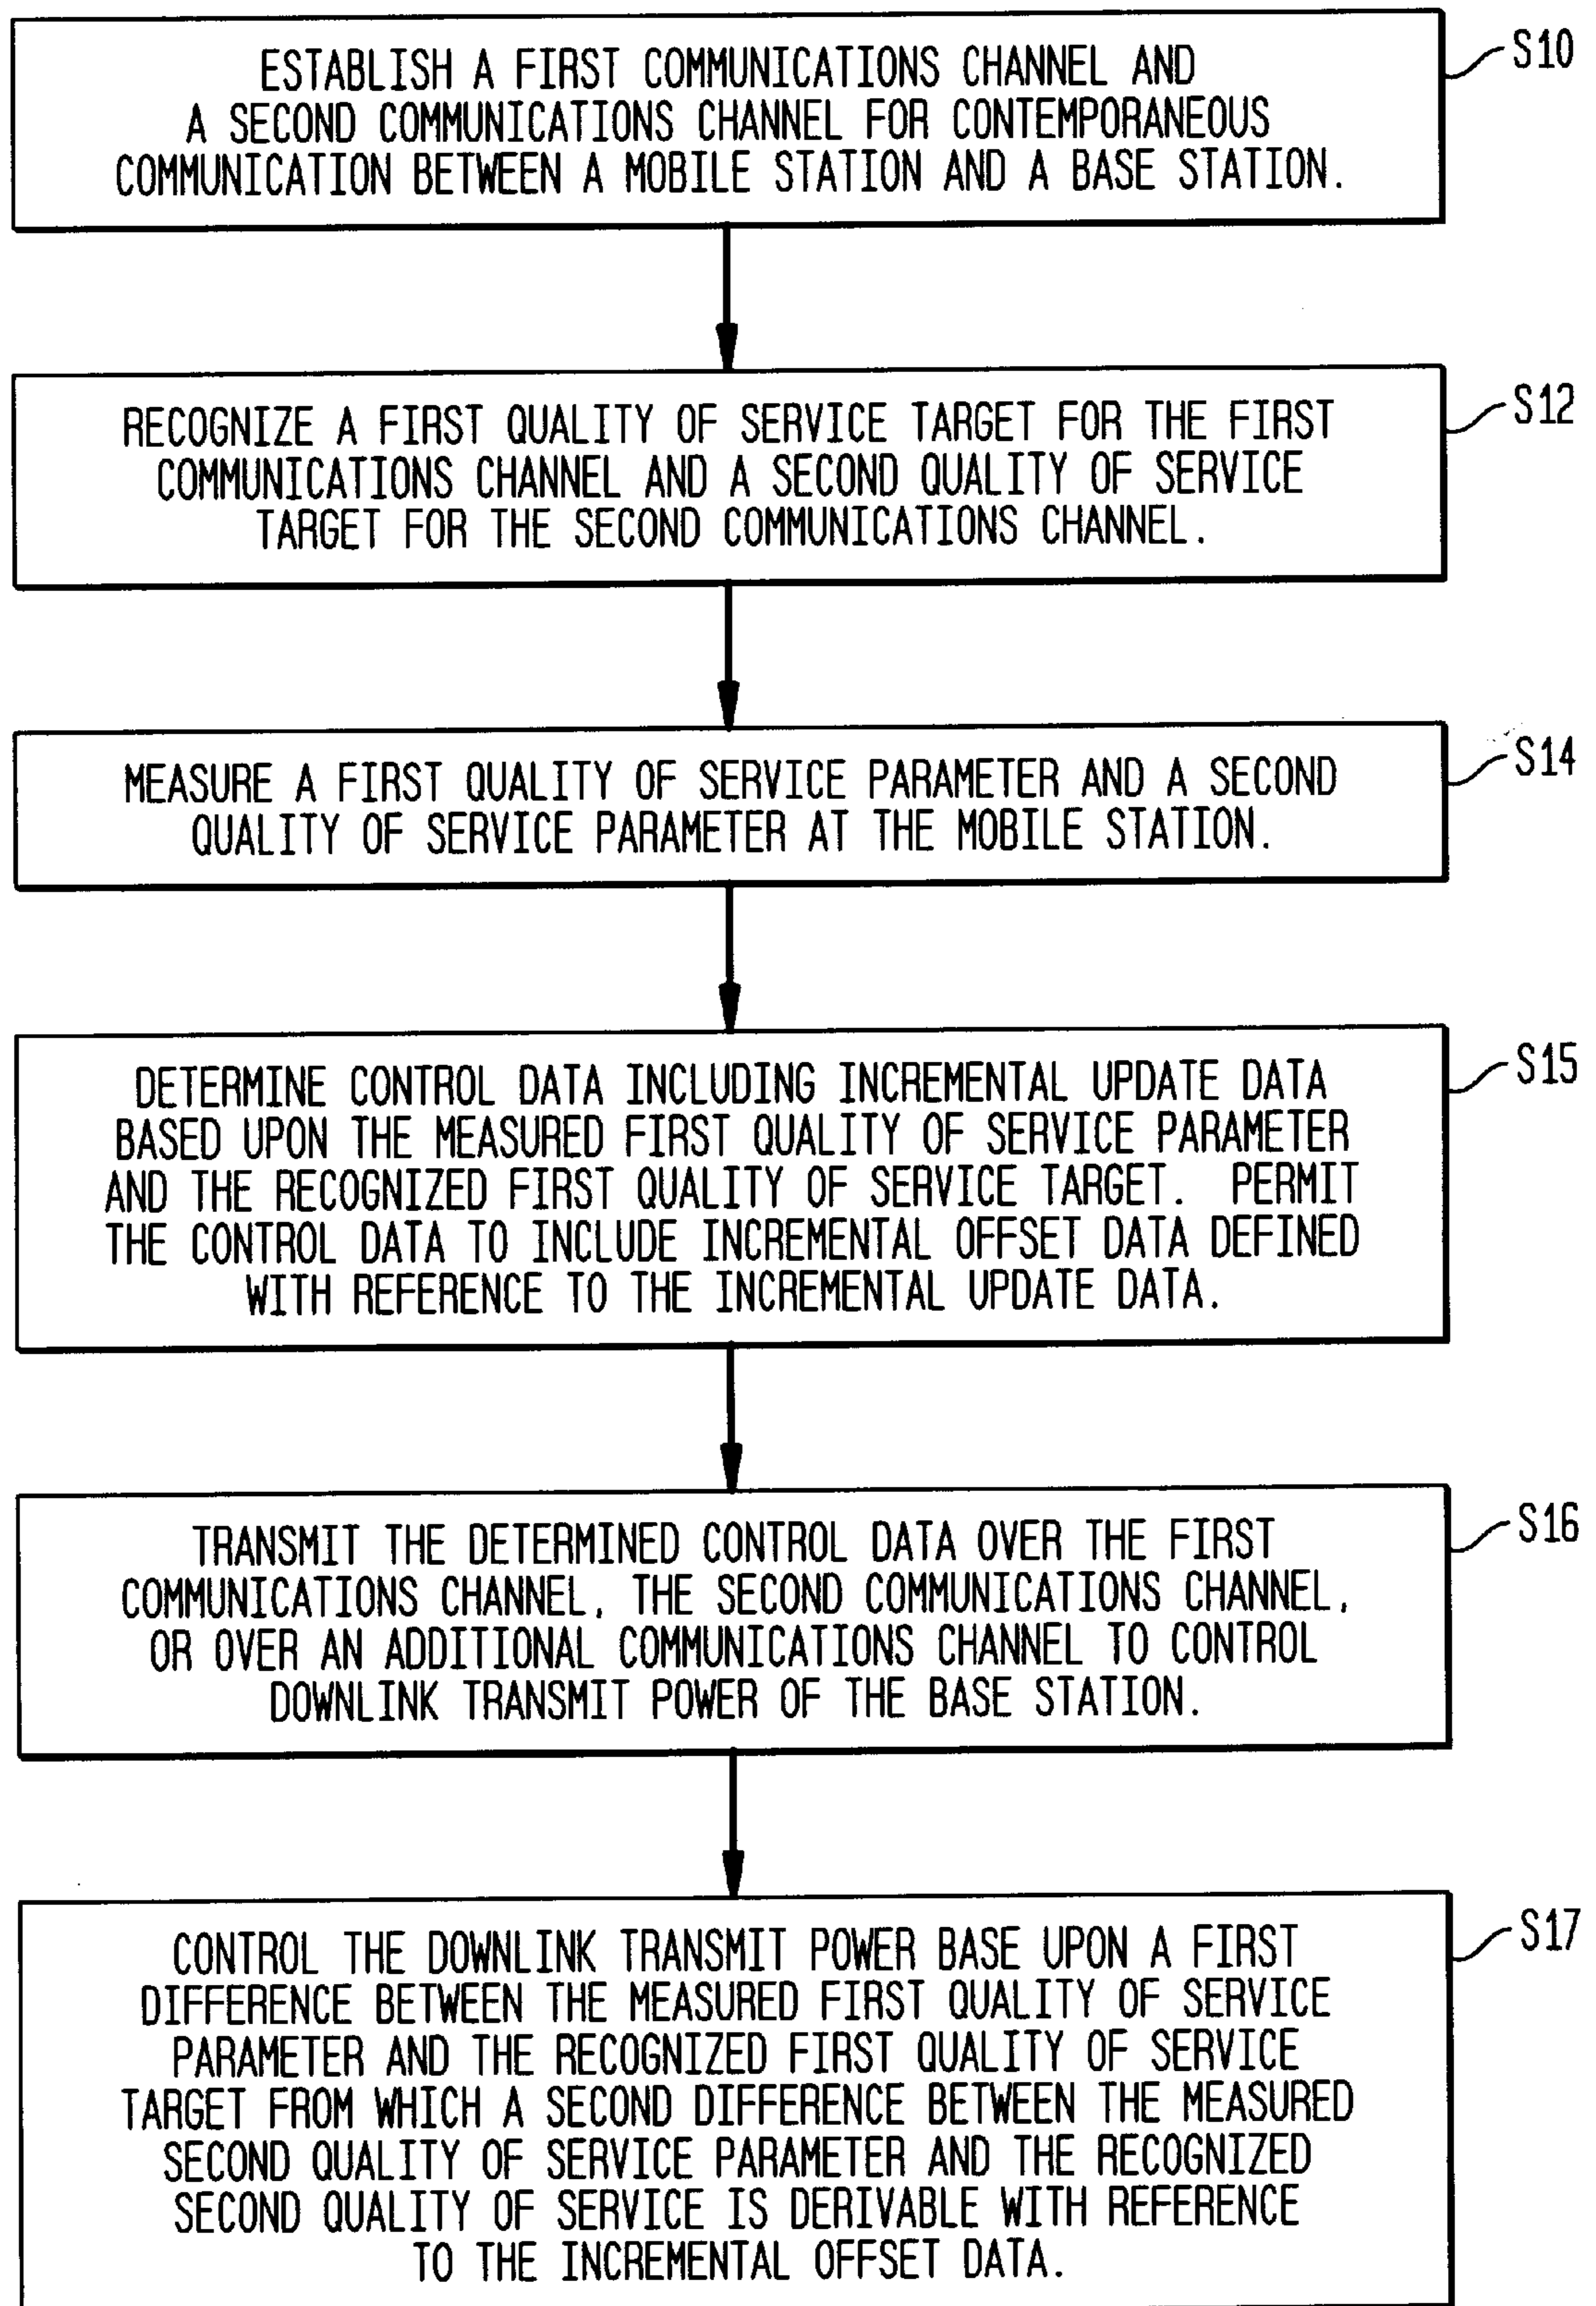 ESTABLISH A FIRST COMMUNICATIONS CHANNEL AND
A SECOND COMMUNICATIONS CHANNEL FOR CONTEMPORANEOUS
COMMUNICATION BETWEEN A MOBILE STATION AND A BASE STATION.
S10
RECOGNIZE A FIRST QUALITY OF SERVICE TARGET FOR THE FIRST
COMMUNICATIONS CHANNEL AND A SECOND QUALITY OF SERVICE
TARGET FOR THE SECOND COMMUNICATIONS CHANNEL.
S12
MEASURE A FIRST QUALITY OF SERVICE PARAMETER AND A SECOND
QUALITY OF SERVICE PARAMETER AT THE MOBILE STATION.
S14
DETERMINE CONTROL DATA INCLUDING INCREMENTAL UPDATE DATA
BASED UPON THE MEASURED FIRST QUALITY OF SERVICE PARAMETER
AND THE RECOGNIZED FIRST QUALITY OF SERVICE TARGET. PERMIT
THE CONTROL DATA TO INCLUDE INCREMENTAL OFFSET DATA DEFINED
WITH REFERENCE TO THE INCREMENTAL UPDATE DATA.
S15
TRANSMIT THE DETERMINED CONTROL DATA OVER THE FIRST
COMMUNICATIONS CHANNEL, THE SECOND COMMUNICATIONS CHANNEL,
OR OVER AN ADDITIONAL COMMUNICATIONS CHANNEL TO CONTROL
DOWNLINK TRANSMIT POWER OF THE BASE STATION.
S16
CONTROL THE DOWNLINK TRANSMIT POWER BASE UPON A FIRST
DIFFERENCE BETWEEN THE MEASURED FIRST QUALITY OF SERVICE
PARAMETER AND THE RECOGNIZED FIRST QUALITY OF SERVICE
TARGET FROM WHICH A SECOND DIFFERENCE BETWEEN THE MEASURED
SECOND QUALITY OF SERVICE PARAMETER AND THE RECOGNIZED
SECOND QUALITY OF SERVICE IS DERIVABLE WITH REFERENCE
TO THE INCREMENTAL OFFSET DATA.
S17